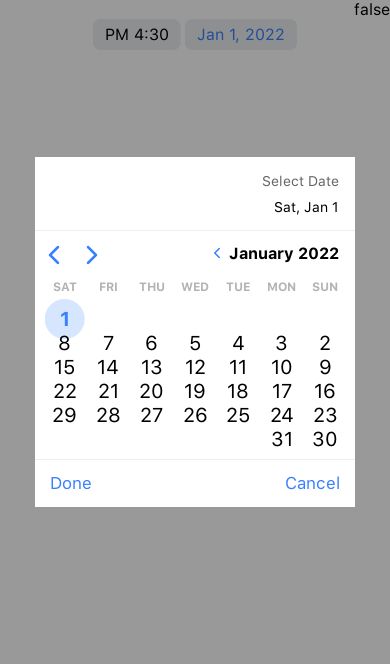 false
PM 4:30 Jan 1, 2022
Select Date
Sat, Jan 1
January 2022
SAT FRI THU WED TUE MON SUN
1
8 7 6 5 4 3 2
15 14 13 12 11 10 9
22 21 20 19 18 17 16
29 28 27 26 25 24 23
31 30
Done Cancel